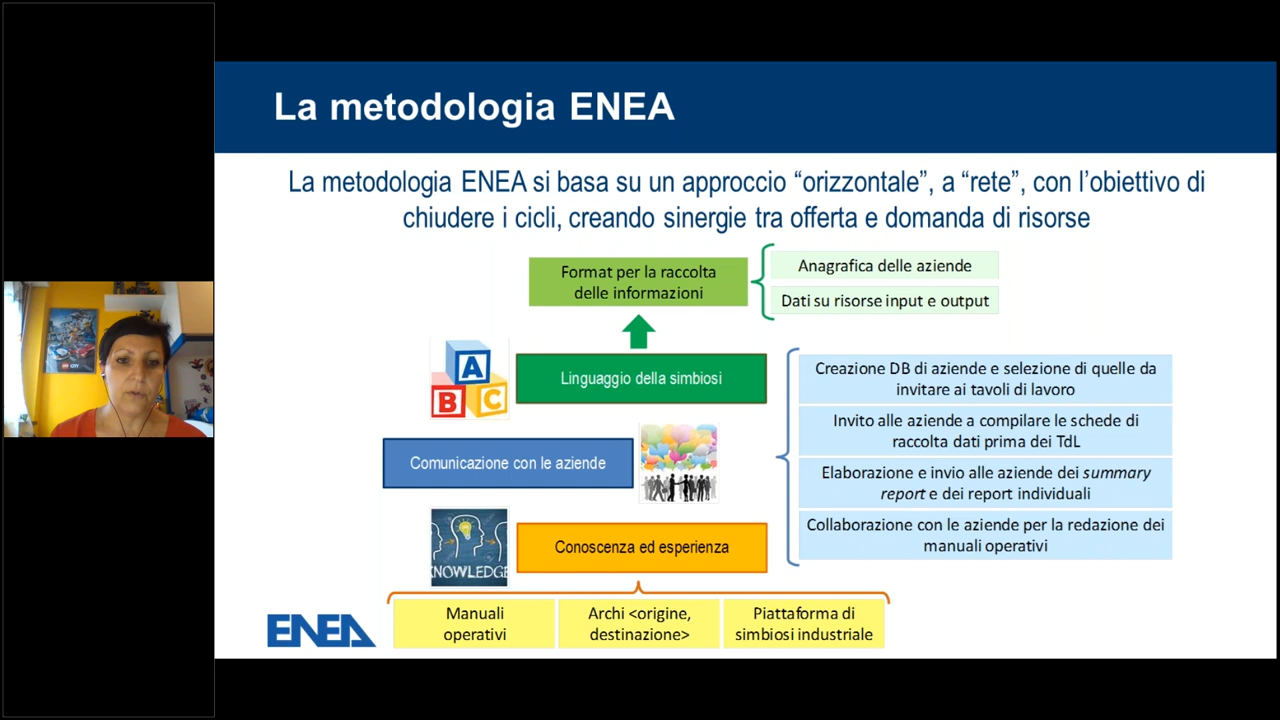 La metodologia ENEA
La metodologia ENEA si basa su un approccio “orizzontale”, a “rete”, con l’obiettivo di
chiudere i cicli, creando sinergie tra offerta e domanda di risorse
Format per la raccolta
delle informazioni
Anagrafica delle aziende
Dati su risorse input e output
A
B C
Linguaggio della simbiosi
Comunicazione con le aziende
Creazione DB di aziende e selezione di quelle da
invitare ai tavoli di lavoro
Invito alle aziende a compilare le schede di
raccolta dati prima dei TdL
Elaborazione e invio alle aziende dei summary
report e dei report individuali
Collaborazione con le aziende per la redazione dei
manuali operativi
KNOWLEDGE
Conoscenza ed esperienza
Manuali
operativi
Archi <origine,
destinazione>
Piattaforma di
simbiosi industriale
ENEA